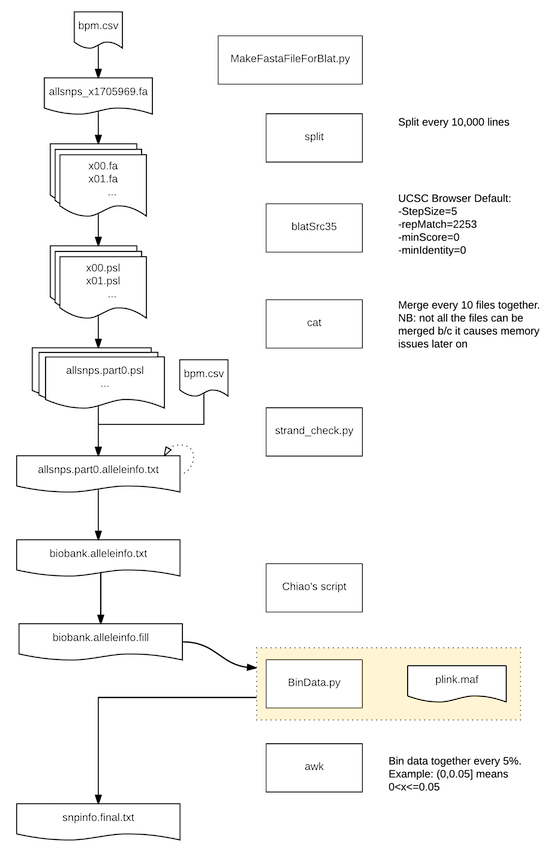 bpm.csv
MakeFastaFileForBlat.py
allsnps_x1705969.fa
split
Split every 10,000 lines
x00.fa
x01.fa
...
blatSrc35
UCSC Browser Default:
-StepSize=5
-repMatch=2253
-minScore=0
-minIdentity=0
x00.psl
x01.psl
...
cat
Merge every 10 files together.
NB: not all the files can be
merged b/c it causes memory
issues later on
allsnps.part0.psl
...
bpm.csv
strand_check.py
allsnps.part0.alleleinfo.txt
biobank.alleleinfo.txt
Chiao's script
biobank.alleleinfo.fill
BinData.py
plink.maf
awk
Bin data together every 5%.
Example: (0,0.05] means
0<x<=0.05
snpinfo.final.txt